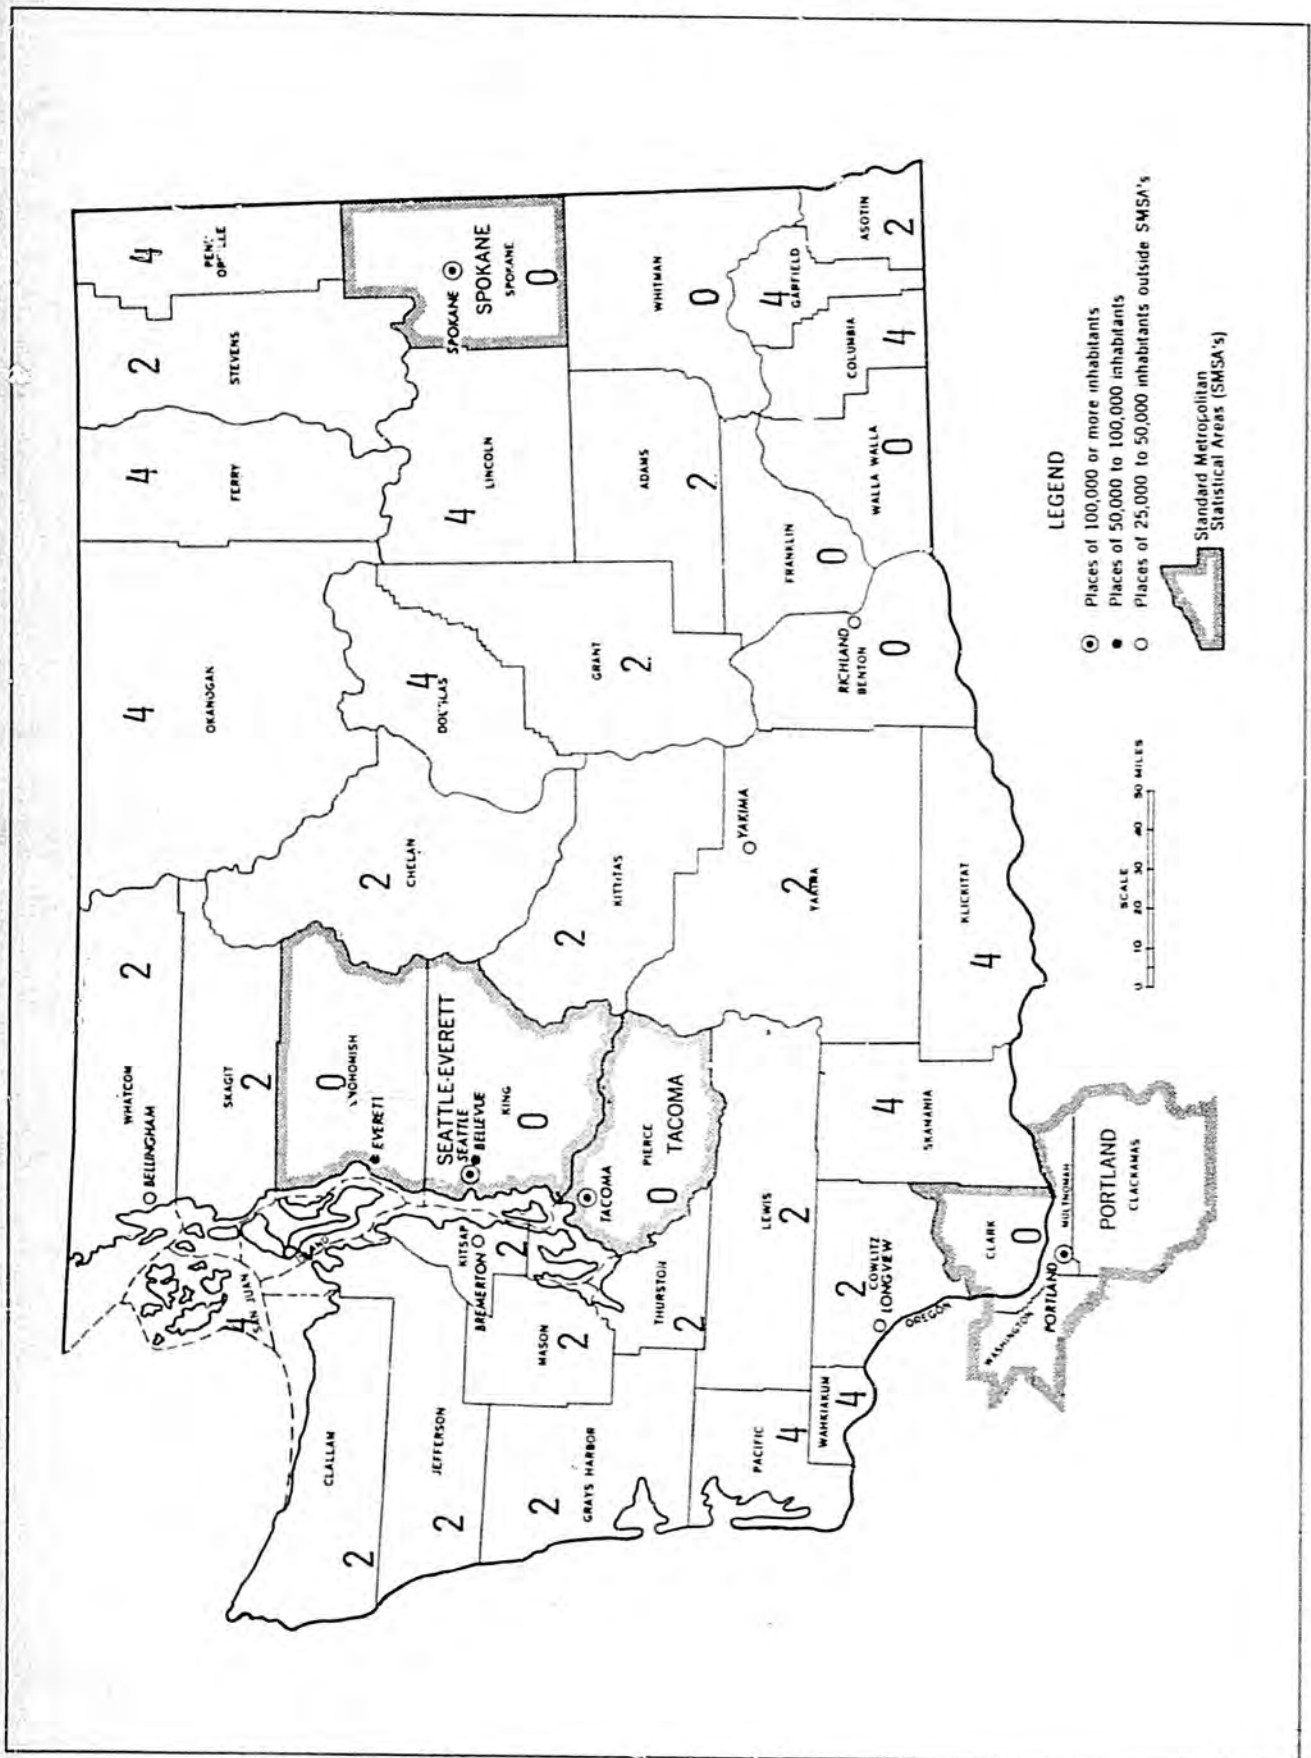 WHATCOM
2
BELLINGHAM
SAN JUAN
4
SKAGIT
2
OKANOGAN
4
FERRY
4
STEVENS
2
4
CLALLAM
2
0
EVERETT
CHELAN
2
4
JEFFERSON
2
KITSAP
BREMERTON
2
SEATTLE-EVERETT
SEATTLE
BELLEVUE
KING
0
GRANT
2
LINCOLN
4
SPOKANE
SPOKANE
SPOKANE
0
GRAYS HARBOR
2
MASON
2
TACOMA
PIERCE
0
TACOMA
2
ADAMS
2
WHITMAN
0
THURSTON
2
PACIFIC
4
LEWIS
2
YAKIMA
2
RICHLAND
BENTON
0
FRANKLIN
0
WALLA WALLA
0
COLUMBIA
4
4
GARFIELD
ASOTIN
2
WAHKIAKUM
4
2
COWLITZ
LONGVIEW
SKAMANIA
4
KLICKITAT
4
CLARK
0
OREGON
WASHINGTON
PORTLAND
MULTNOMAH
PORTLAND
CLACKAMAS
SCALE
0 10 20 30 40 50 MILES
LEGEND
Places of 100,000 or more inhabitants
Places of 50,000 to 100,000 inhabitants
Places of 25,000 to 50,000 inhabitants outside SMSA's
Standard Metropolitan
Statistical Areas (SMSA's)